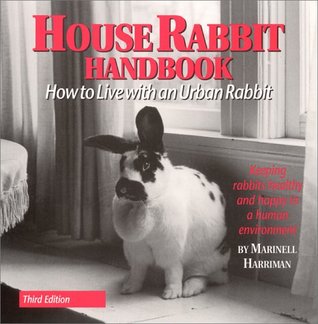 HOUSE RABBIT
HANDBOOK
How to Live with an Urban Rabbit
Keeping
rabbits healthy
and happy in
a human
environment
BY MARINELL
HARRIMAN
Third Edition